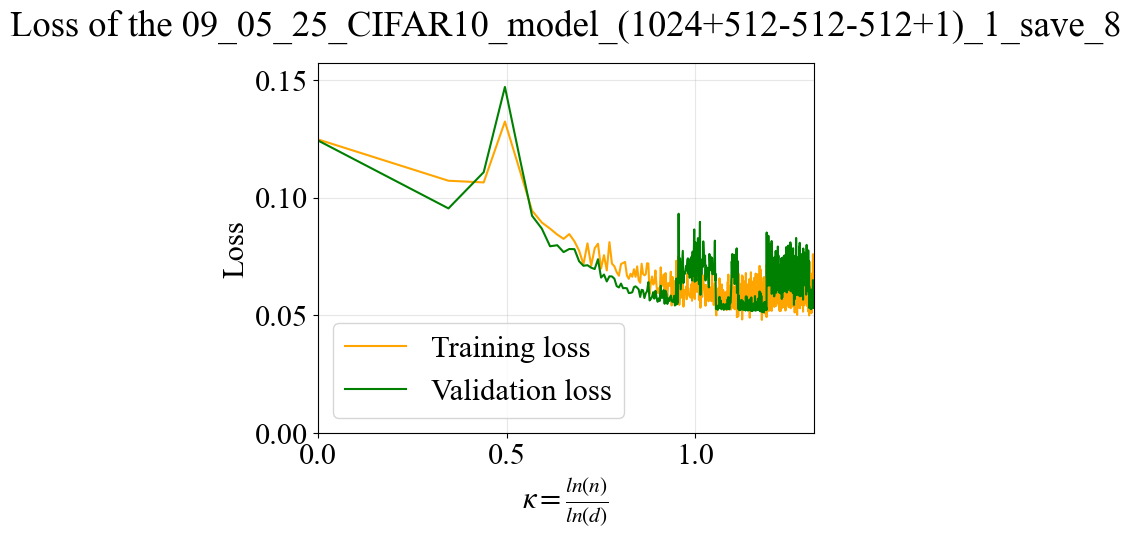 Loss of the 09_05_25_CIFAR10_model_(1024+512-512-512+1)_1_save_8
0.15
0.10
0.05
0.00
Loss
Training loss
Validation loss
0.0 0.5 1.0
κ = ln(n)/ln(d)